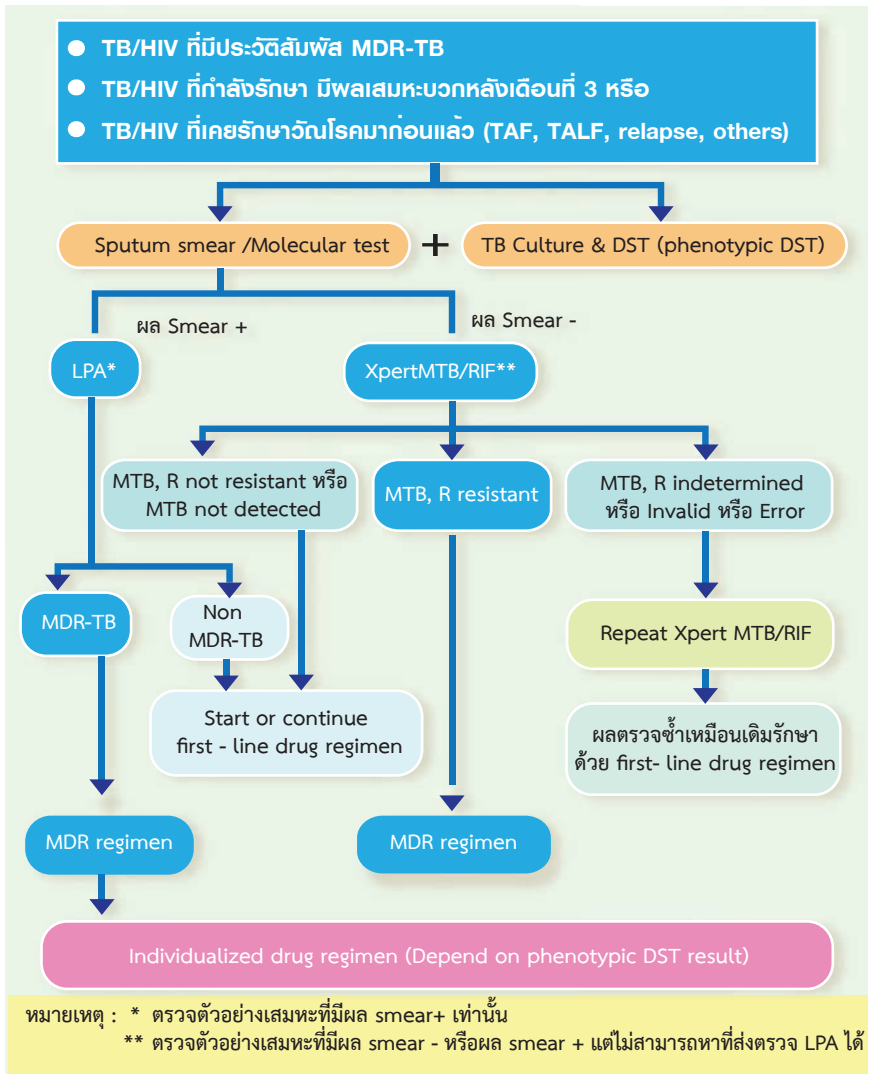 ● TB/HIV ที่มีประวัติสัมผัส MDR-TB
● TB/HIV ที่กำลังรักษา มีผลเสมหะบวกหลังเดือนที่ 3 หรือ
● TB/HIV ที่เคยรักษาวัณโรคมาก่อนแล้ว (TAF, TALF, relapse, others)
Sputum smear /Molecular test
+
TB Culture & DST (phenotypic DST)
ผล Smear +
ผล Smear -
LPA*
XpertMTB/RIF**
MTB, R not resistant หรือ
MTB not detected
MTB, R resistant
MTB, R indetermined
หรือ Invalid หรือ Error
MDR-TB
Non
MDR-TB
Repeat Xpert MTB/RIF
Start or continue
first - line drug regimen
ผลตรวจซ้ำเหมือนเดิมรักษา
ด้วย first- line drug regimen
MDR regimen
MDR regimen
Individualized drug regimen (Depend on phenotypic DST result)
หมายเหตุ : * ตรวจตัวอย่างเสมหะที่มีผล smear+ เท่านั้น
** ตรวจตัวอย่างเสมหะที่มีผล smear - หรือผล smear + แต่ไม่สามารถหาที่ส่งตรวจ LPA ได้